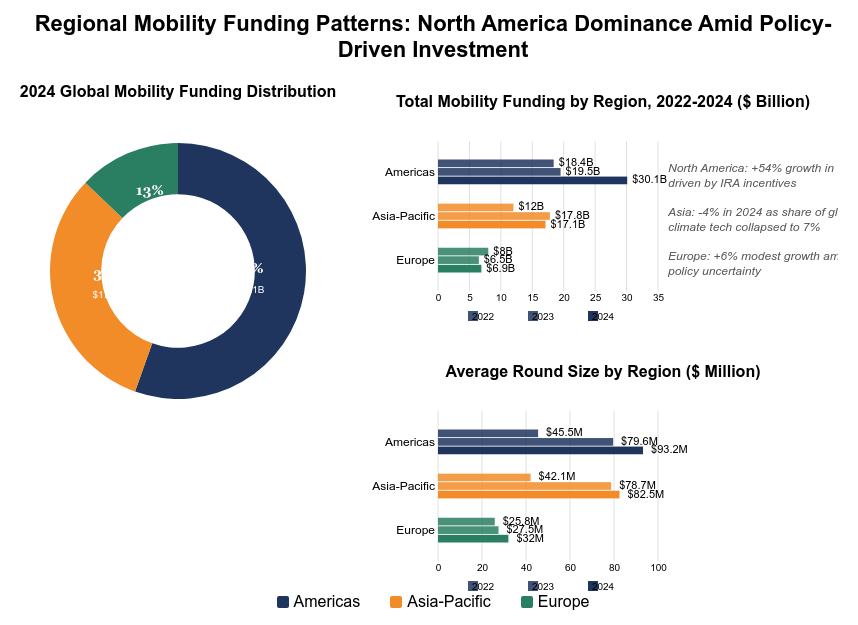 Regional Mobility Funding Patterns: North America Dominance Amid Policy-
Driven Investment
2024 Global Mobility Funding Distribution
13%
3
$1
%
1B
Total Mobility Funding by Region, 2022-2024 ($ Billion)
Americas
$18.4B
$19.5B
$30.1B
Asia-Pacific
$12B
$17.8B
$17.1B
Europe
$8B
$6.5B
$6.9B
0 5 10 15 20 25 30 35
2022 2023 2024
North America: +54% growth in
driven by IRA incentives
Asia: -4% in 2024 as share of gl
climate tech collapsed to 7%
Europe: +6% modest growth am
policy uncertainty
Average Round Size by Region ($ Million)
Americas
$45.5M
$79.6M
$93.2M
Asia-Pacific
$42.1M
$78.7M
$82.5M
Europe
$25.8M
$27.5M
$32M
0 20 40 60 80 100
2022 2023 2024
Americas Asia-Pacific Europe